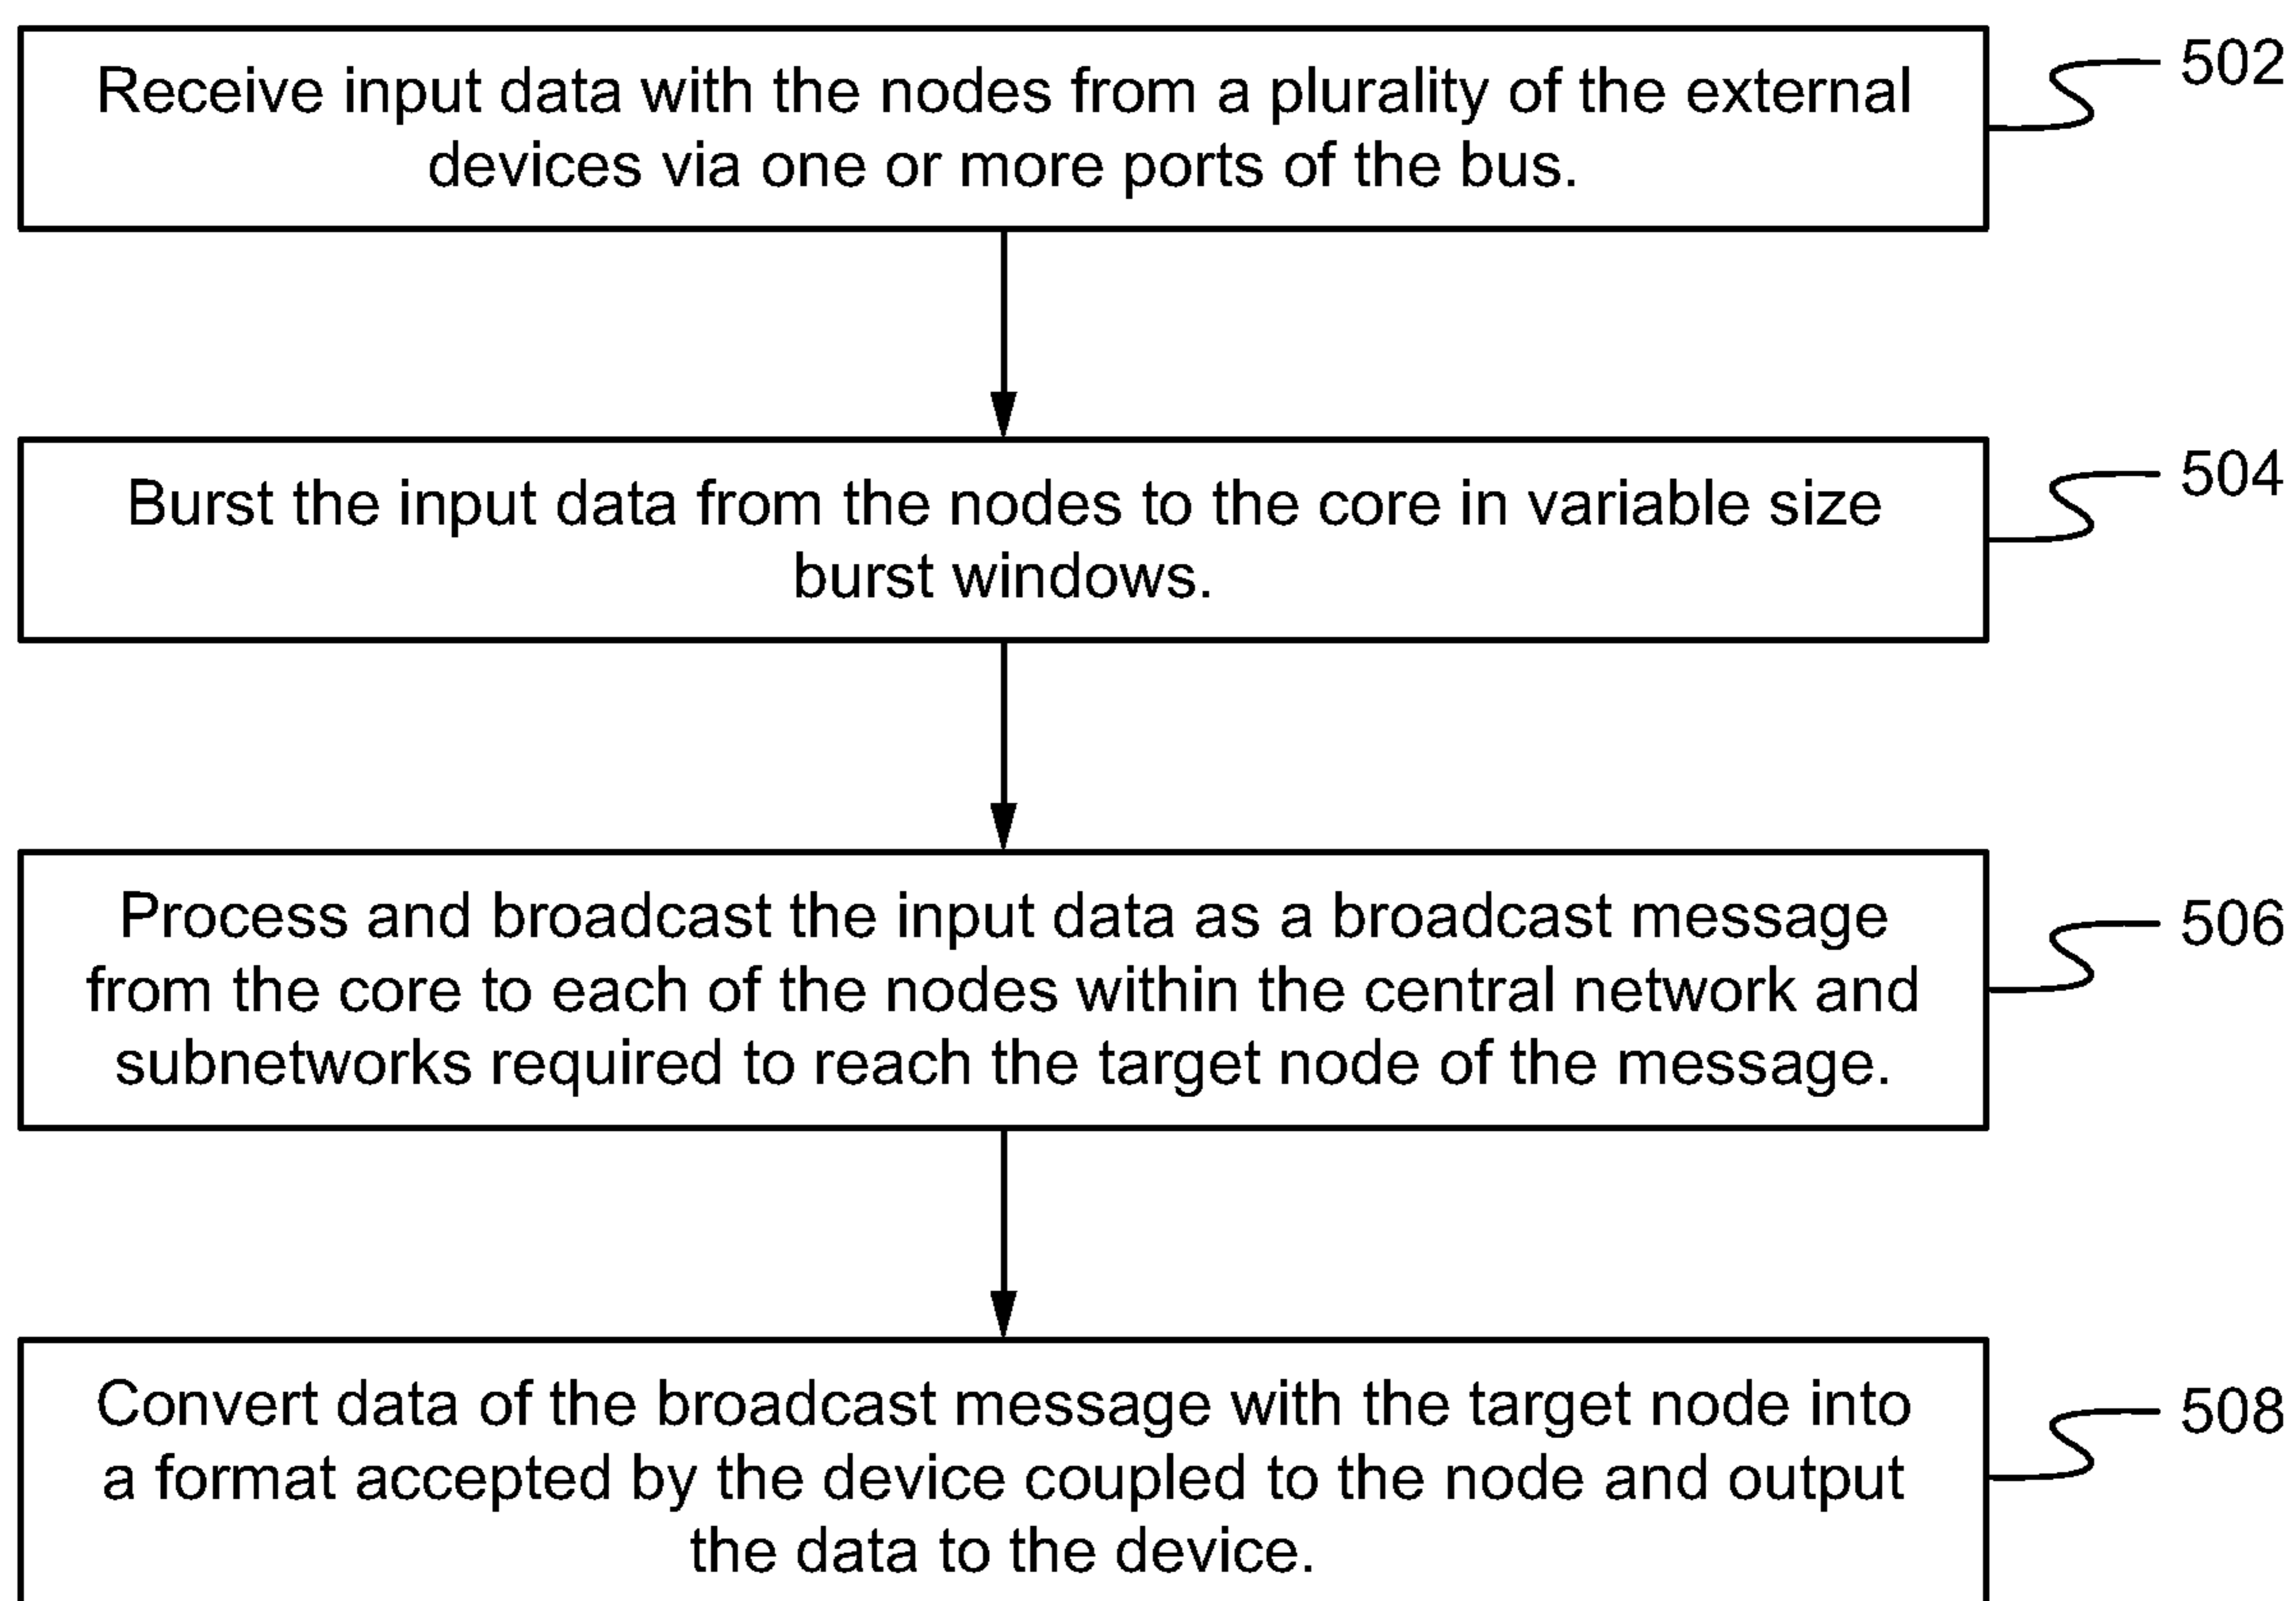 Receive input data with the nodes from a plurality of the external
devices via one or more ports of the bus.
502
Burst the input data from the nodes to the core in variable size
burst windows.
504
Process and broadcast the input data as a broadcast message
from the core to each of the nodes within the central network and
subnetworks required to reach the target node of the message.
506
Convert data of the broadcast message with the target node into
a format accepted by the device coupled to the node and output
the data to the device.
508